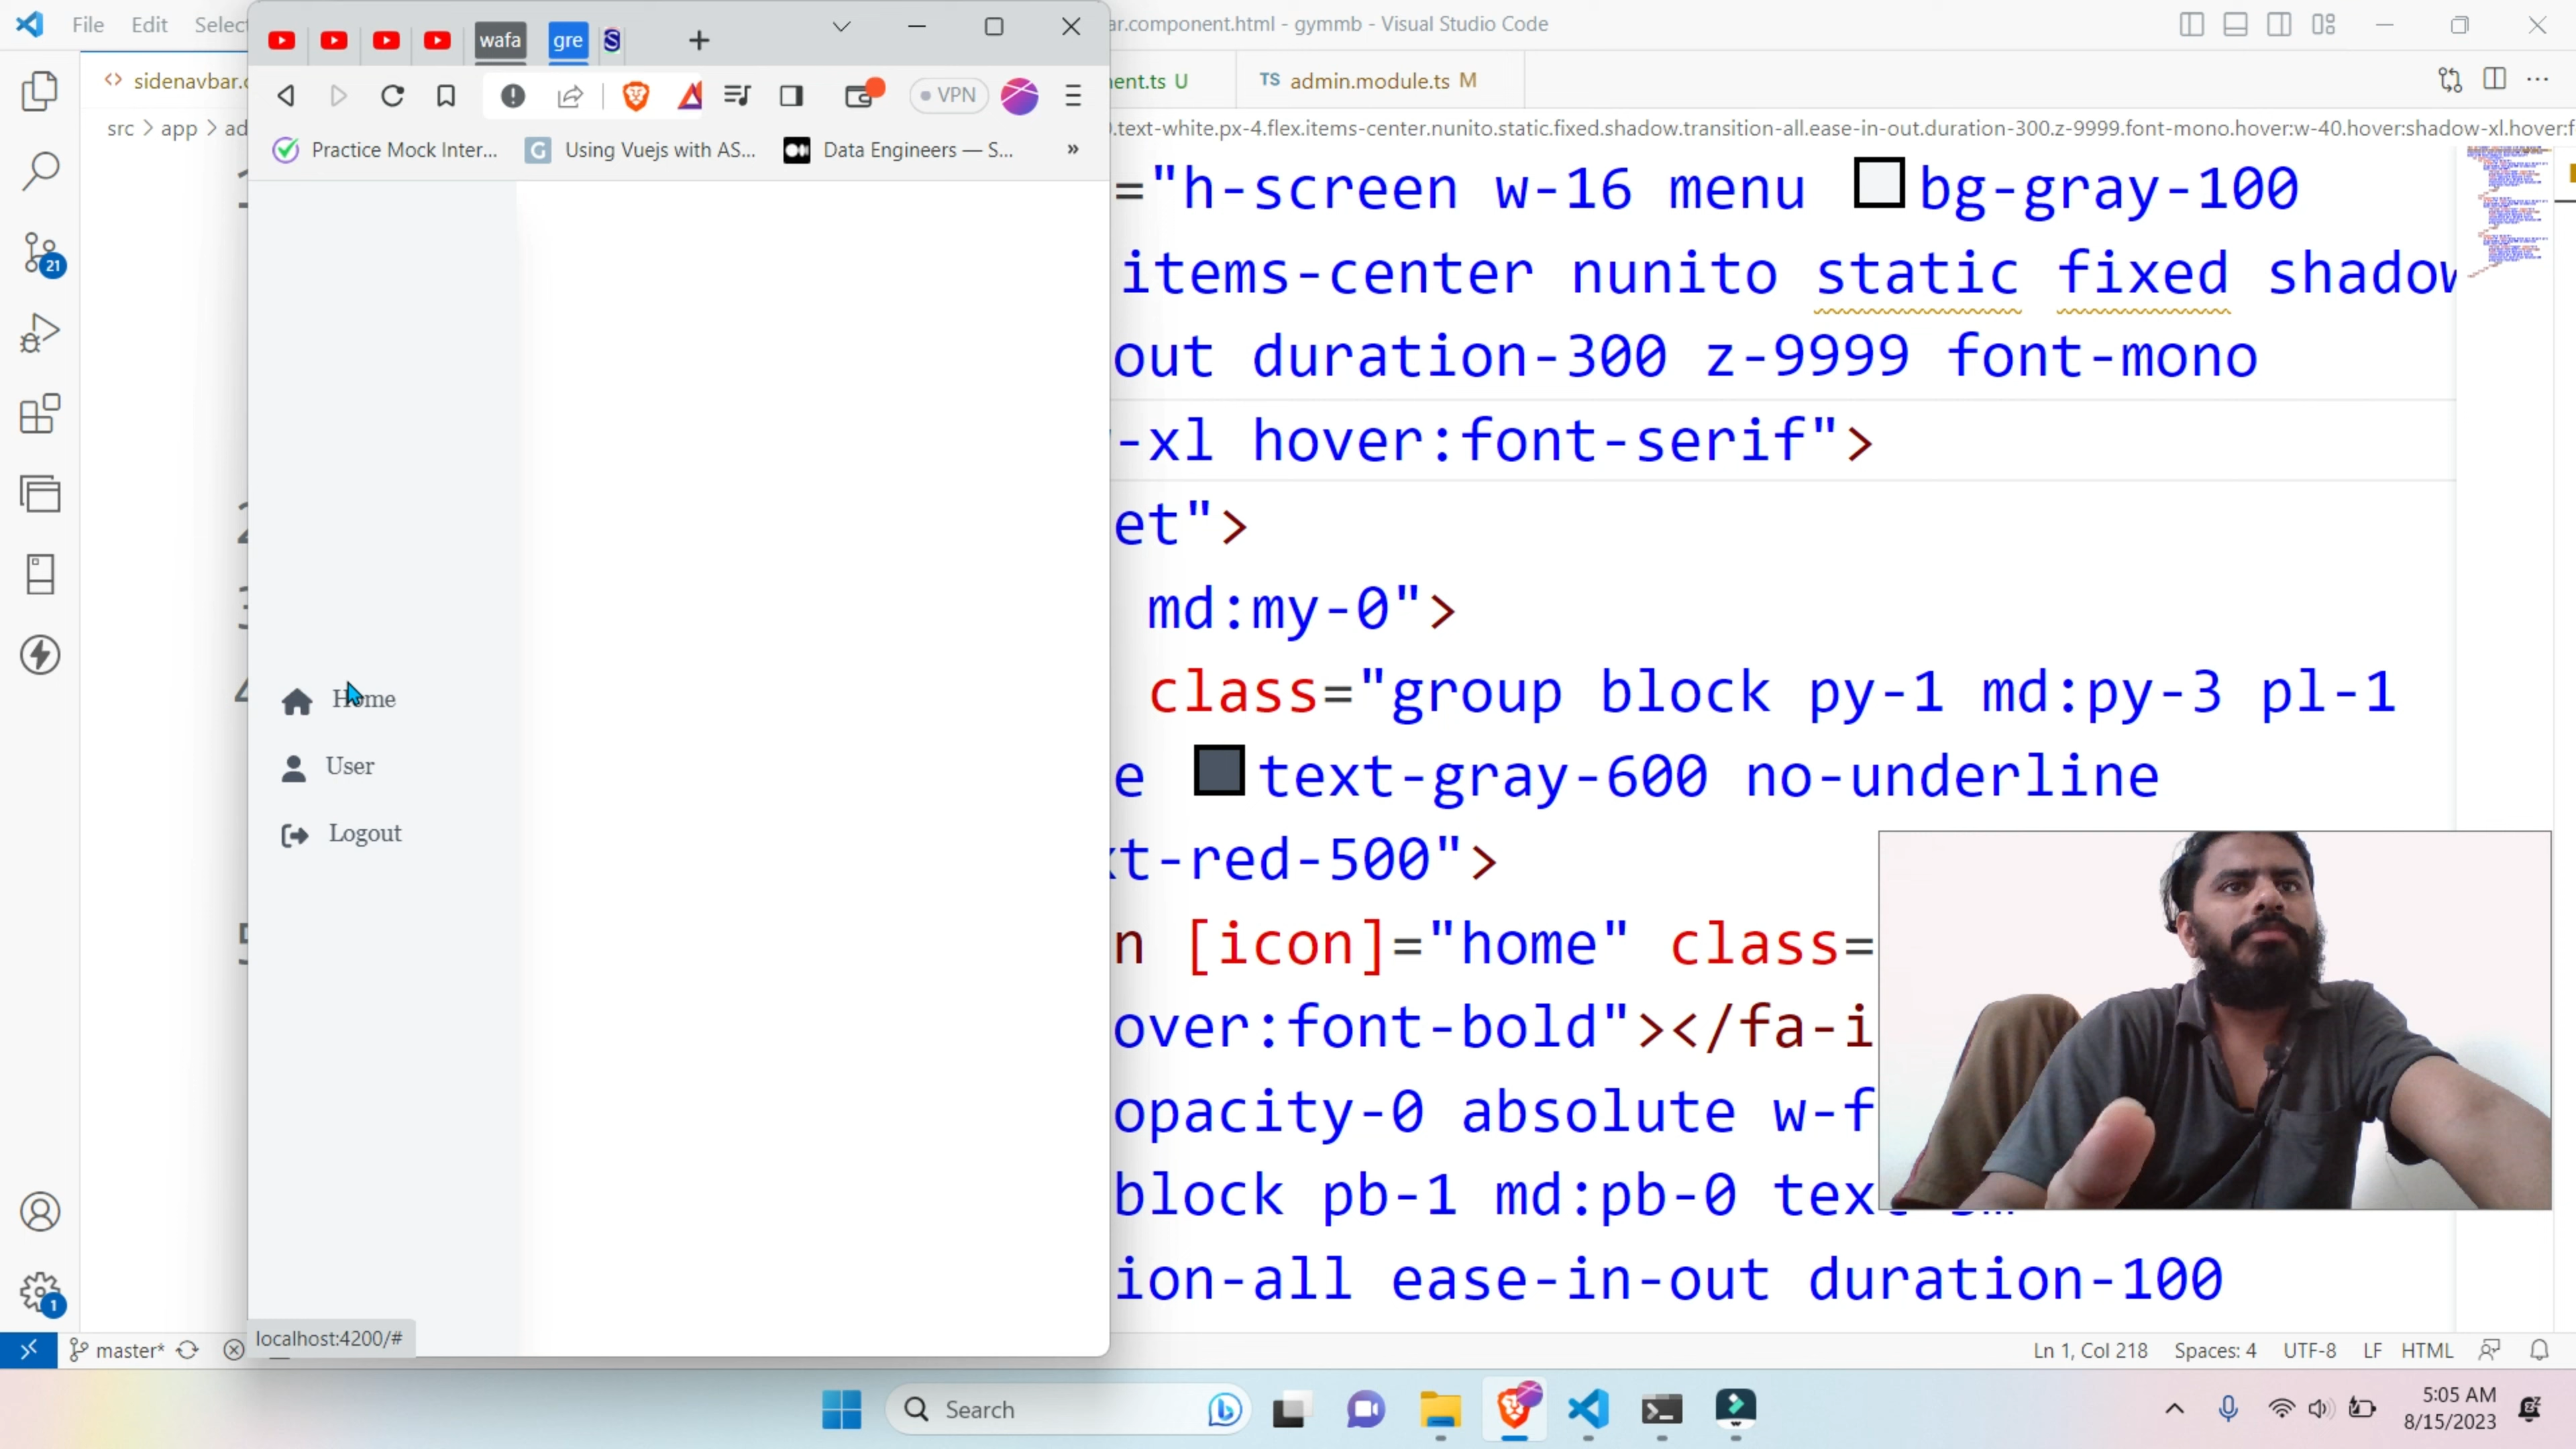 File Edit Selec
ar.component.html - gymmb - Visual Studio Code
wafa
gre
VPN
Practice Mock Inter...
Using Vuejs with AS...
Data Engineers — S...
»
sidenavbar.c
ent.ts U
TS admin.module.ts M
src > app > ad
.text-white.px-4.flex.items-center.nunito.static.fixed.shadow.transition-all.ease-in-out.duration-300.z-9999.font-mono.hover:w-40.hover:shadow-xl.hover:f
="h-screen w-16 menu bg-gray-100
items-center nunito static fixed shadow
out duration-300 z-9999 font-mono
-xl hover:font-serif">
et">
md:my-0">
class="group block py-1 md:py-3 pl-1
e text-gray-600 no-underline
t-red-500">
n [icon]="home" class=
over:font-bold"></fa-i
opacity-0 absolute w-f
block pb-1 md:pb-0 tex
ion-all ease-in-out duration-100
Home
User
Logout
21
1
localhost:4200/#
master*
Ln 1, Col 218 Spaces: 4 UTF-8 LF HTML
Search
5:05 AM
8/15/2023